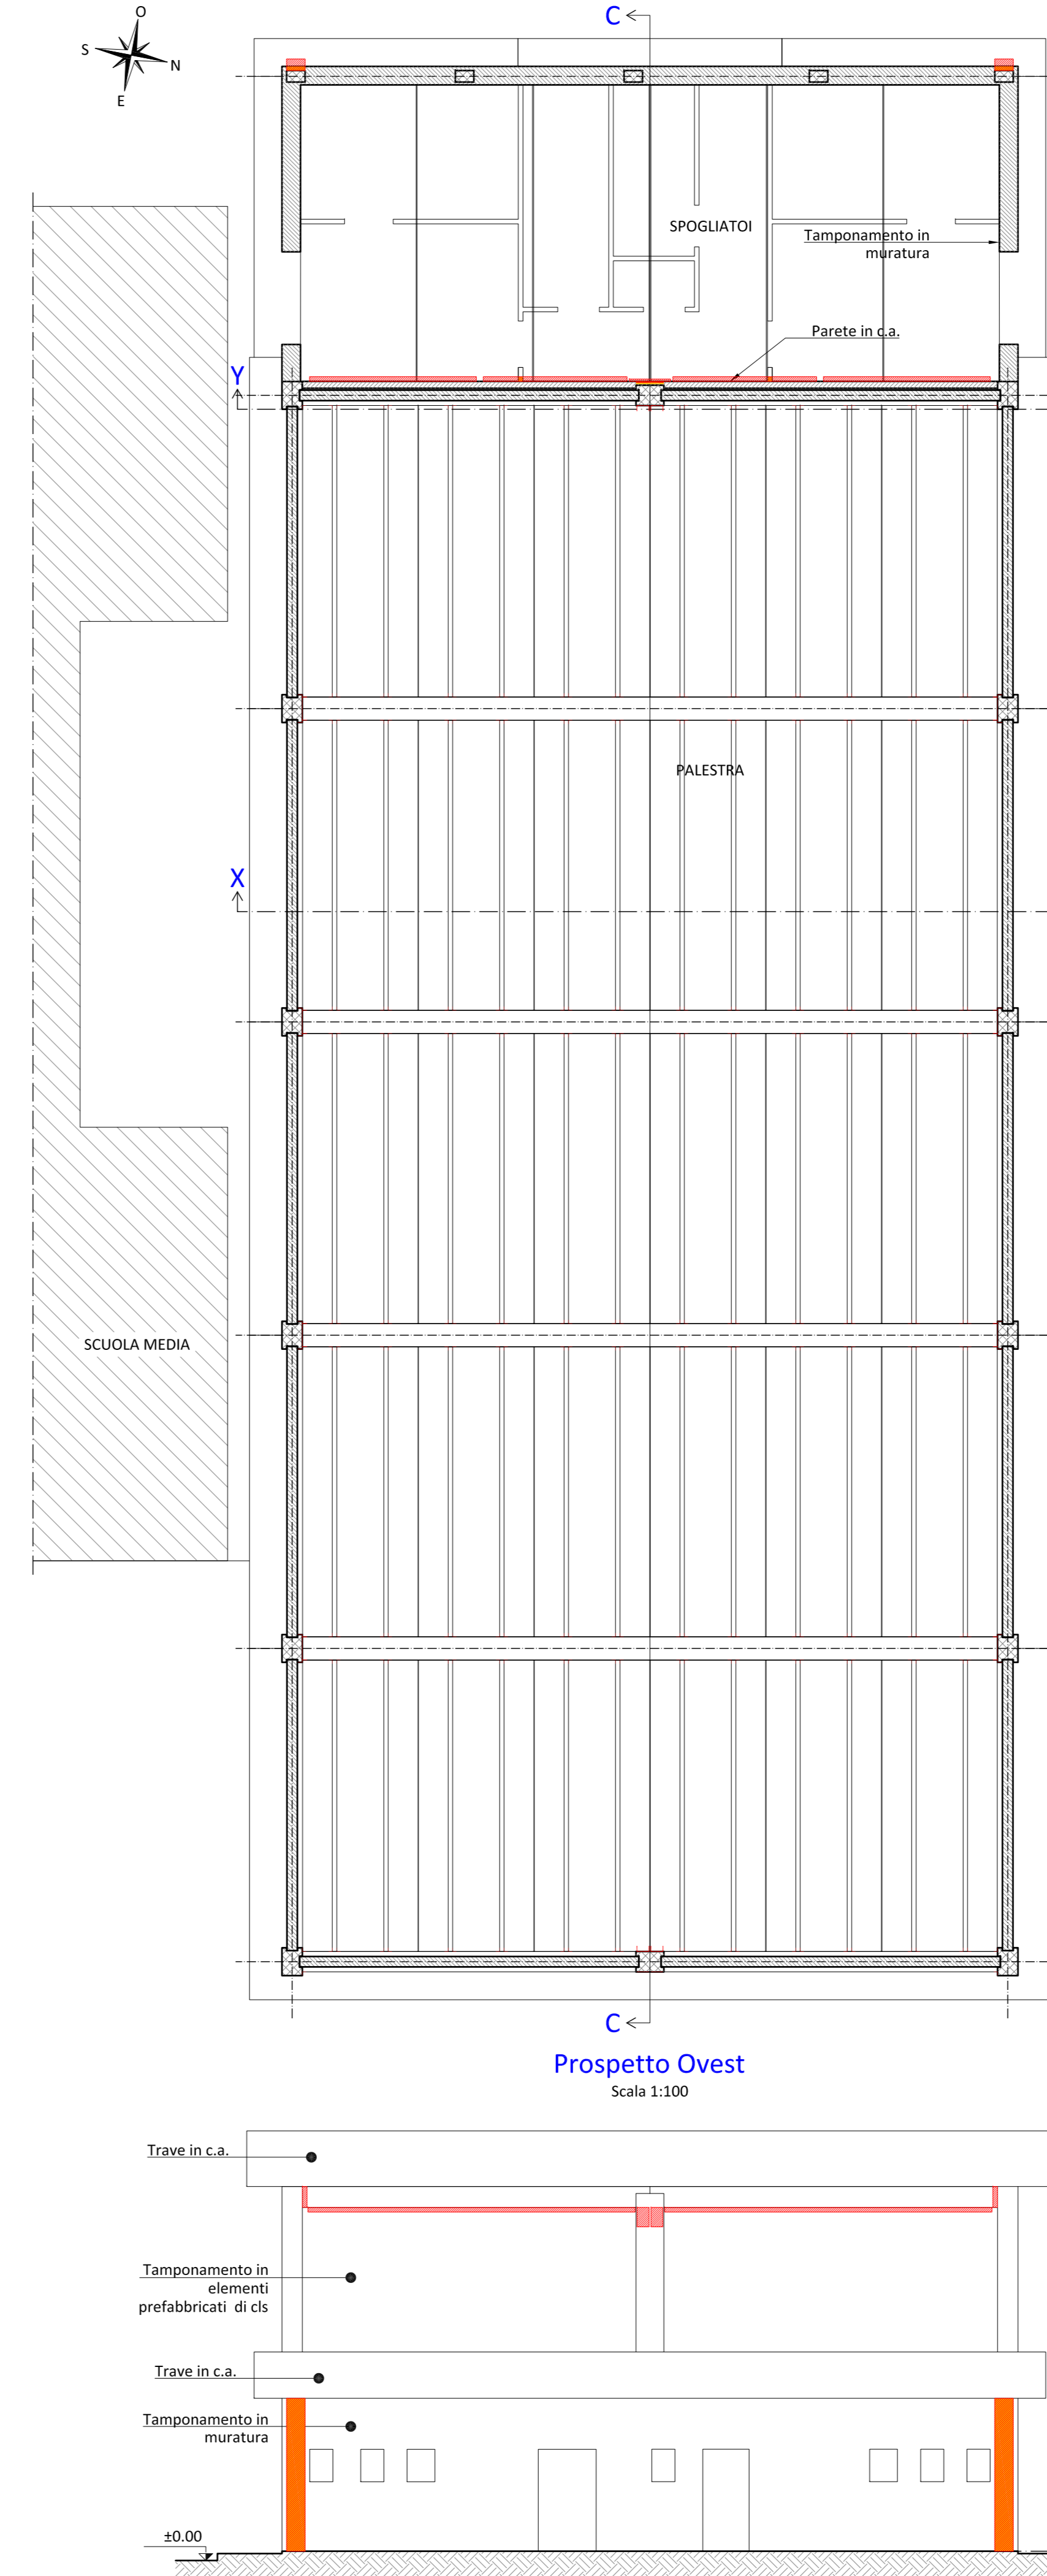 C
O
S
N
E
SPOGLIATOI
Tamponamento in
muratura
Parete in c.a.
Y
PALESTRA
X
SCUOLA MEDIA
C
Prospetto Ovest
Scala 1:100
Trave in c.a.
Tamponamento in
elementi
prefabbricati di cls
Trave in c.a.
Tamponamento in
muratura
±0.00